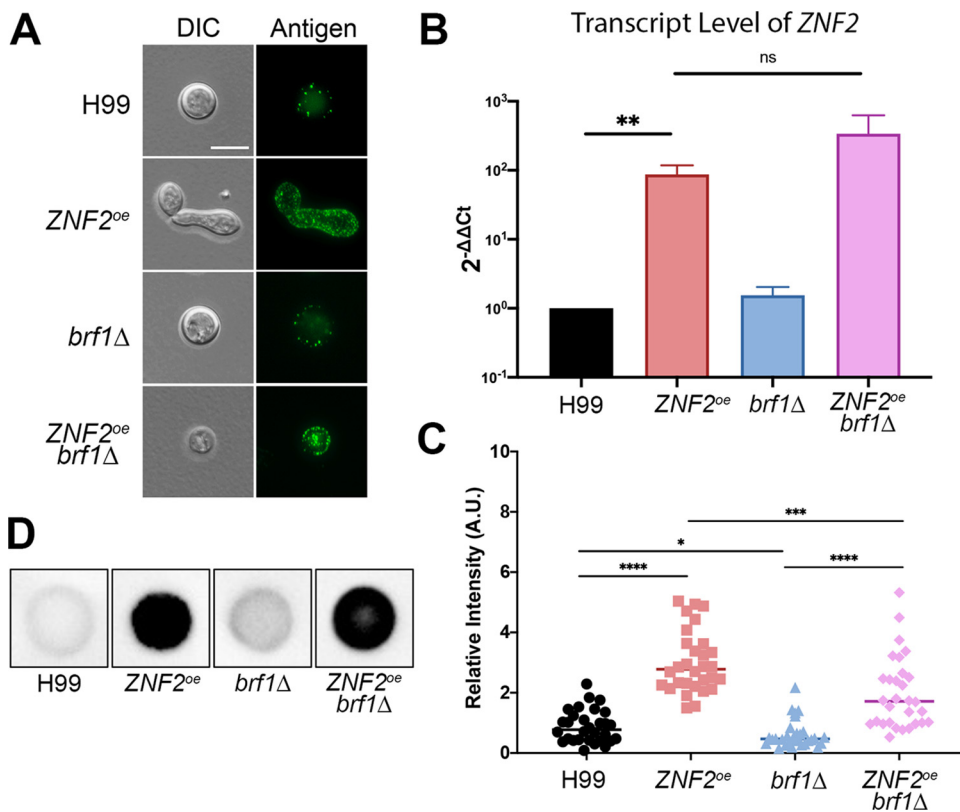 A
DIC Antigen
H99
ZNF2ᵒᵉ
brf1Δ
ZNF2ᵒᵉ
brf1Δ
B
Transcript Level of ZNF2
ns
**
2^-ΔΔCt
10³
10²
10¹
10⁰
10⁻¹
H99 ZNF2ᵒᵉ brf1Δ ZNF2ᵒᵉ
brf1Δ
C
Relative Intensity (A.U.)
10
8
6
4
2
0
***
*
**** ****
H99 ZNF2ᵒᵉ brf1Δ ZNF2ᵒᵉ
brf1Δ
D
H99 ZNF2ᵒᵉ brf1Δ ZNF2ᵒᵉ
brf1Δ